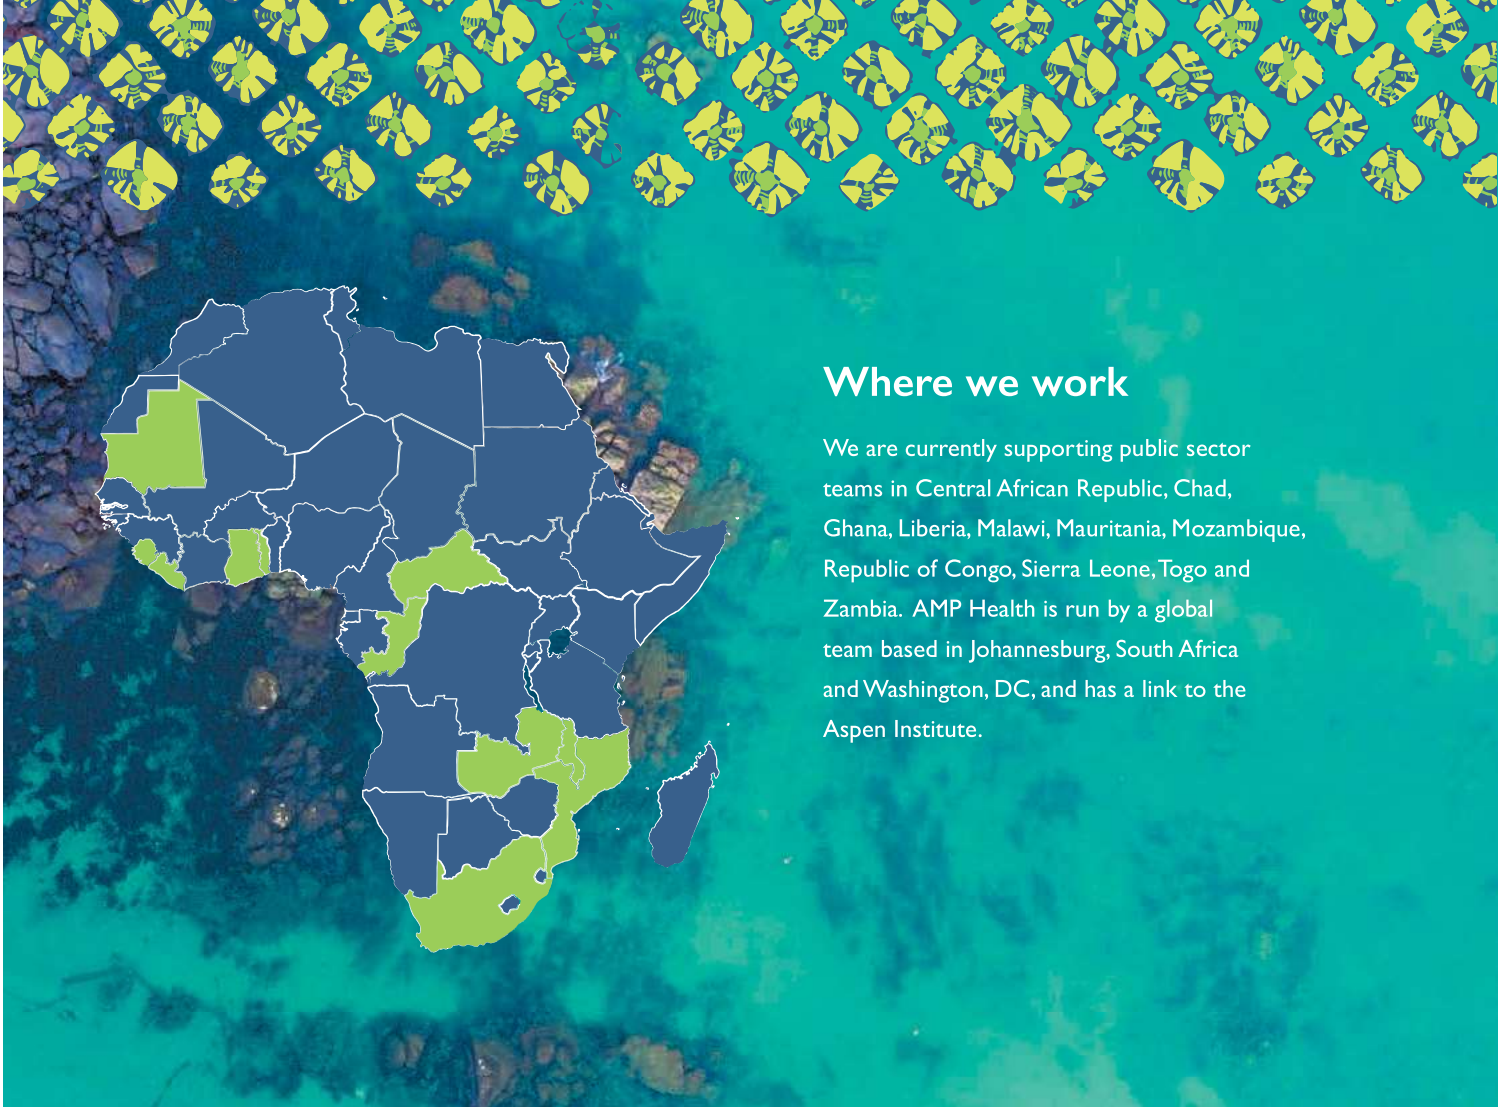 Where we work
We are currently supporting public sector
teams in Central African Republic, Chad,
Ghana, Liberia, Malawi, Mauritania, Mozambique,
Republic of Congo, Sierra Leone, Togo and
Zambia. AMP Health is run by a global
team based in Johannesburg, South Africa
and Washington, DC, and has a link to the
Aspen Institute.